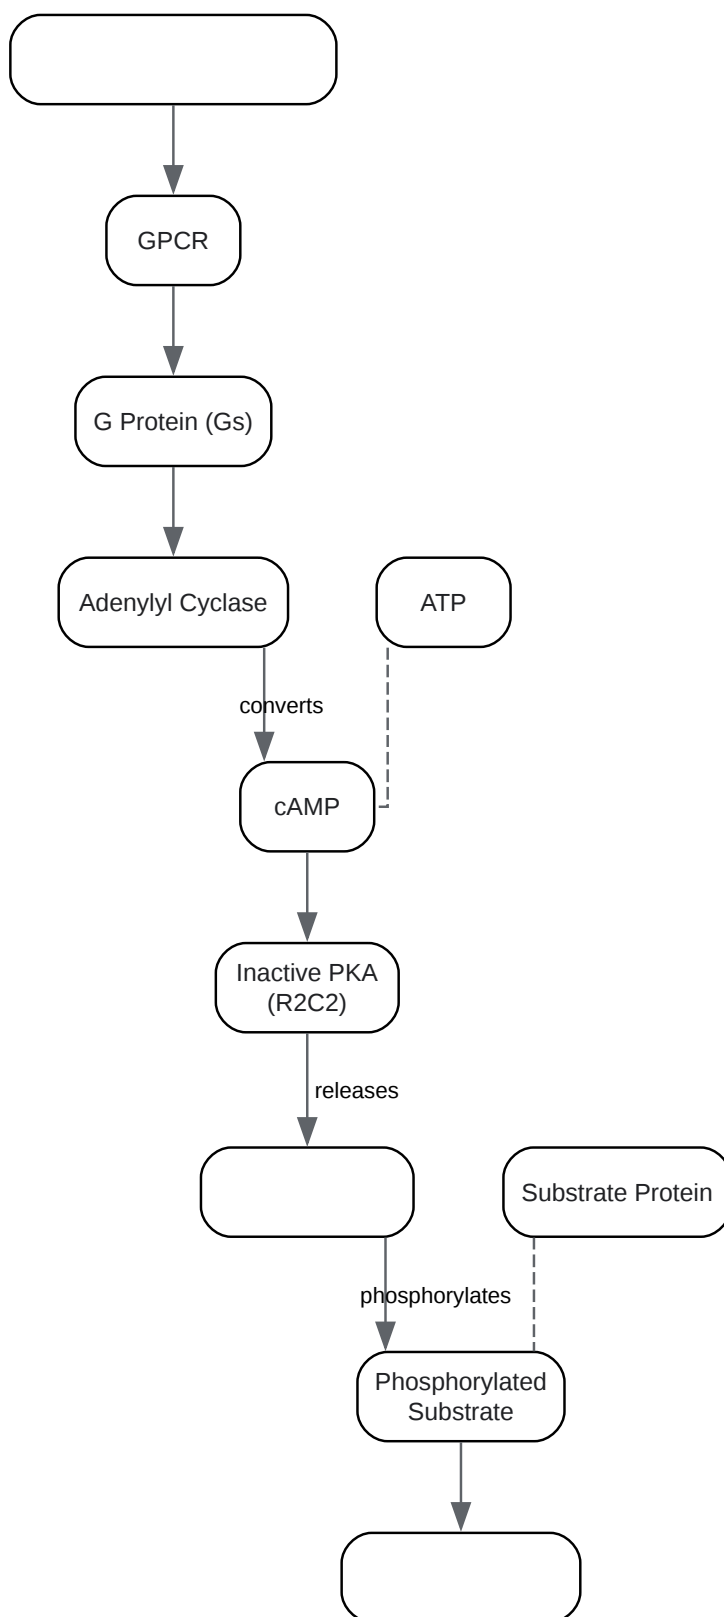 GPCR
G Protein (Gs)
Adenylyl Cyclase
ATP
converts
cAMP
Inactive PKA
(R2C2)
releases
Substrate Protein
phosphorylates
Phosphorylated
Substrate